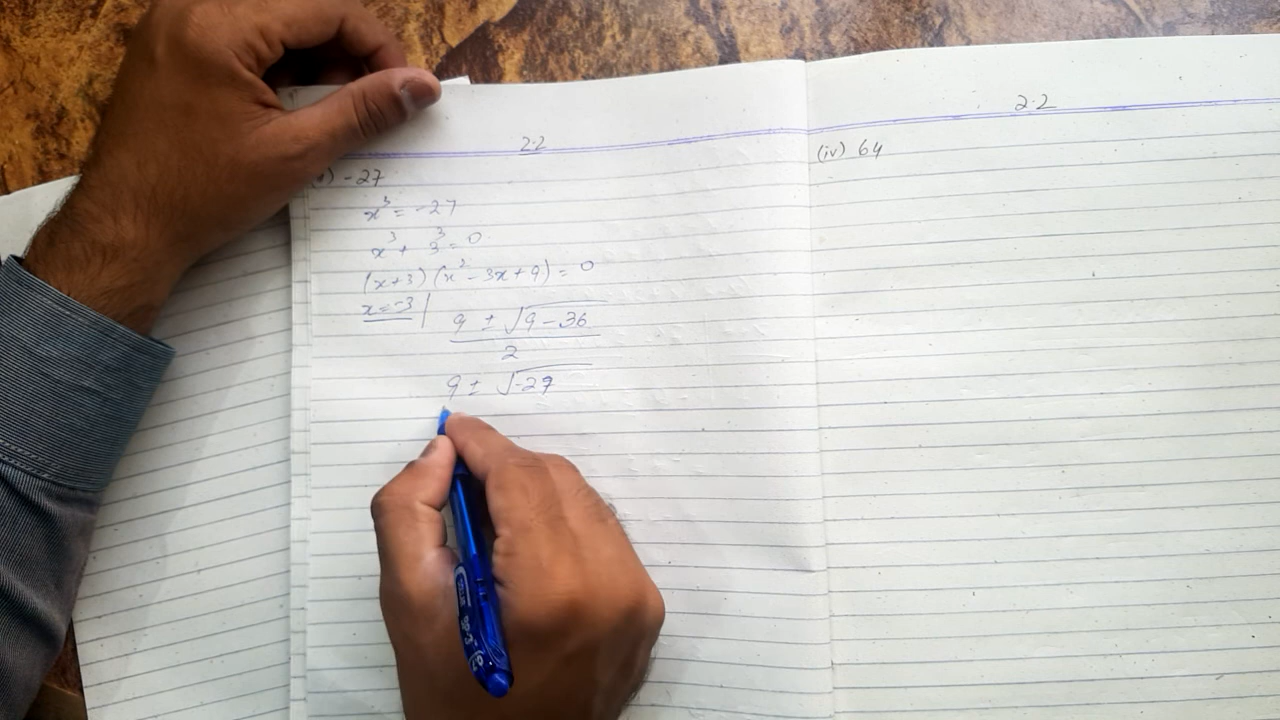 2.2
) -27
x³ = -27
x³ + 3³ = 0
(x+3) (x² - 3x + 9) = 0
x = -3 | 9 ± √9 - 36
2
9 ± √-27
2.2
(iv) 64